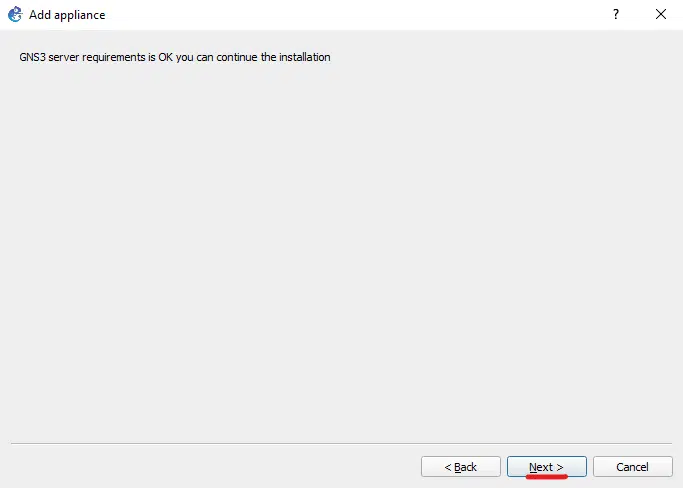 Add appliance
?
GNS3 server requirements is OK you can continue the installation
< Back
Next >
Cancel